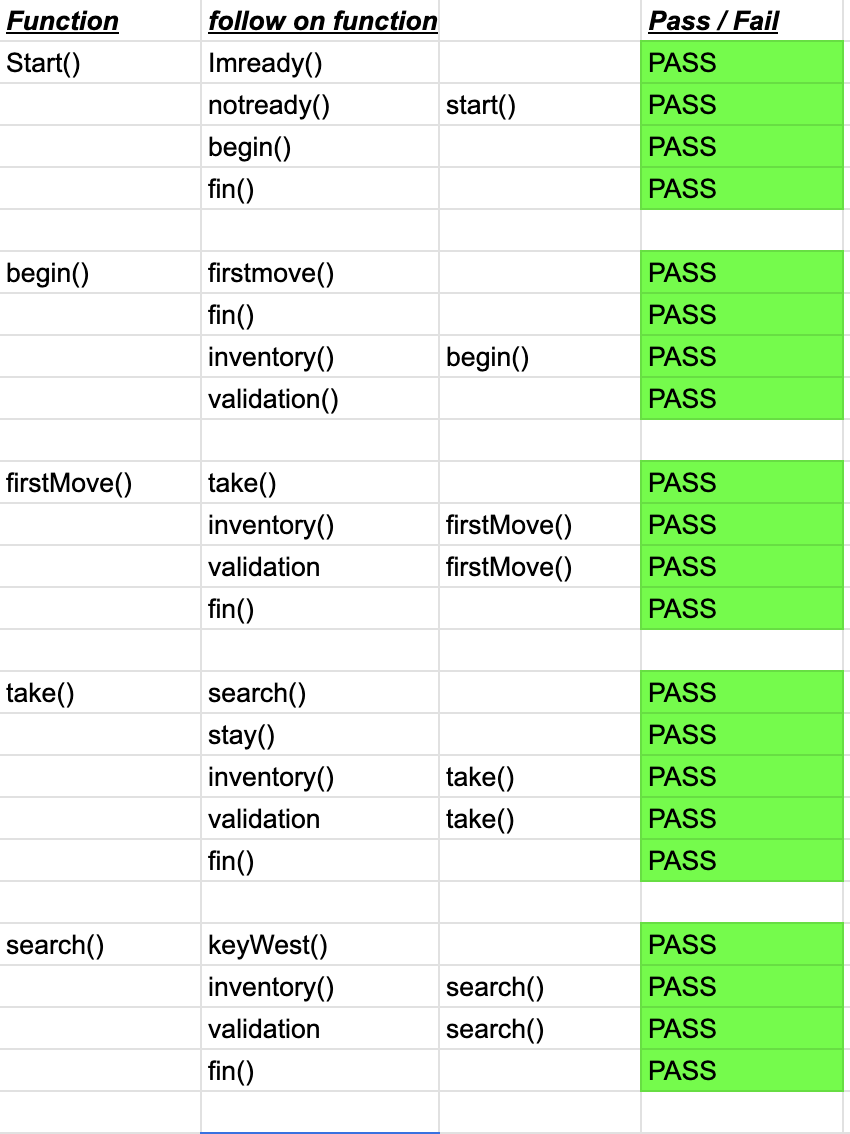 Function follow on function Pass / Fail
Start() Imready() PASS
notready() start() PASS
begin() PASS
fin() PASS
begin() firstmove() PASS
fin() PASS
inventory() begin() PASS
validation() PASS
firstMove() take() PASS
inventory() firstMove() PASS
validation firstMove() PASS
fin() PASS
take() search() PASS
stay() PASS
inventory() take() PASS
validation take() PASS
fin() PASS
search() keyWest() PASS
inventory() search() PASS
validation search() PASS
fin() PASS